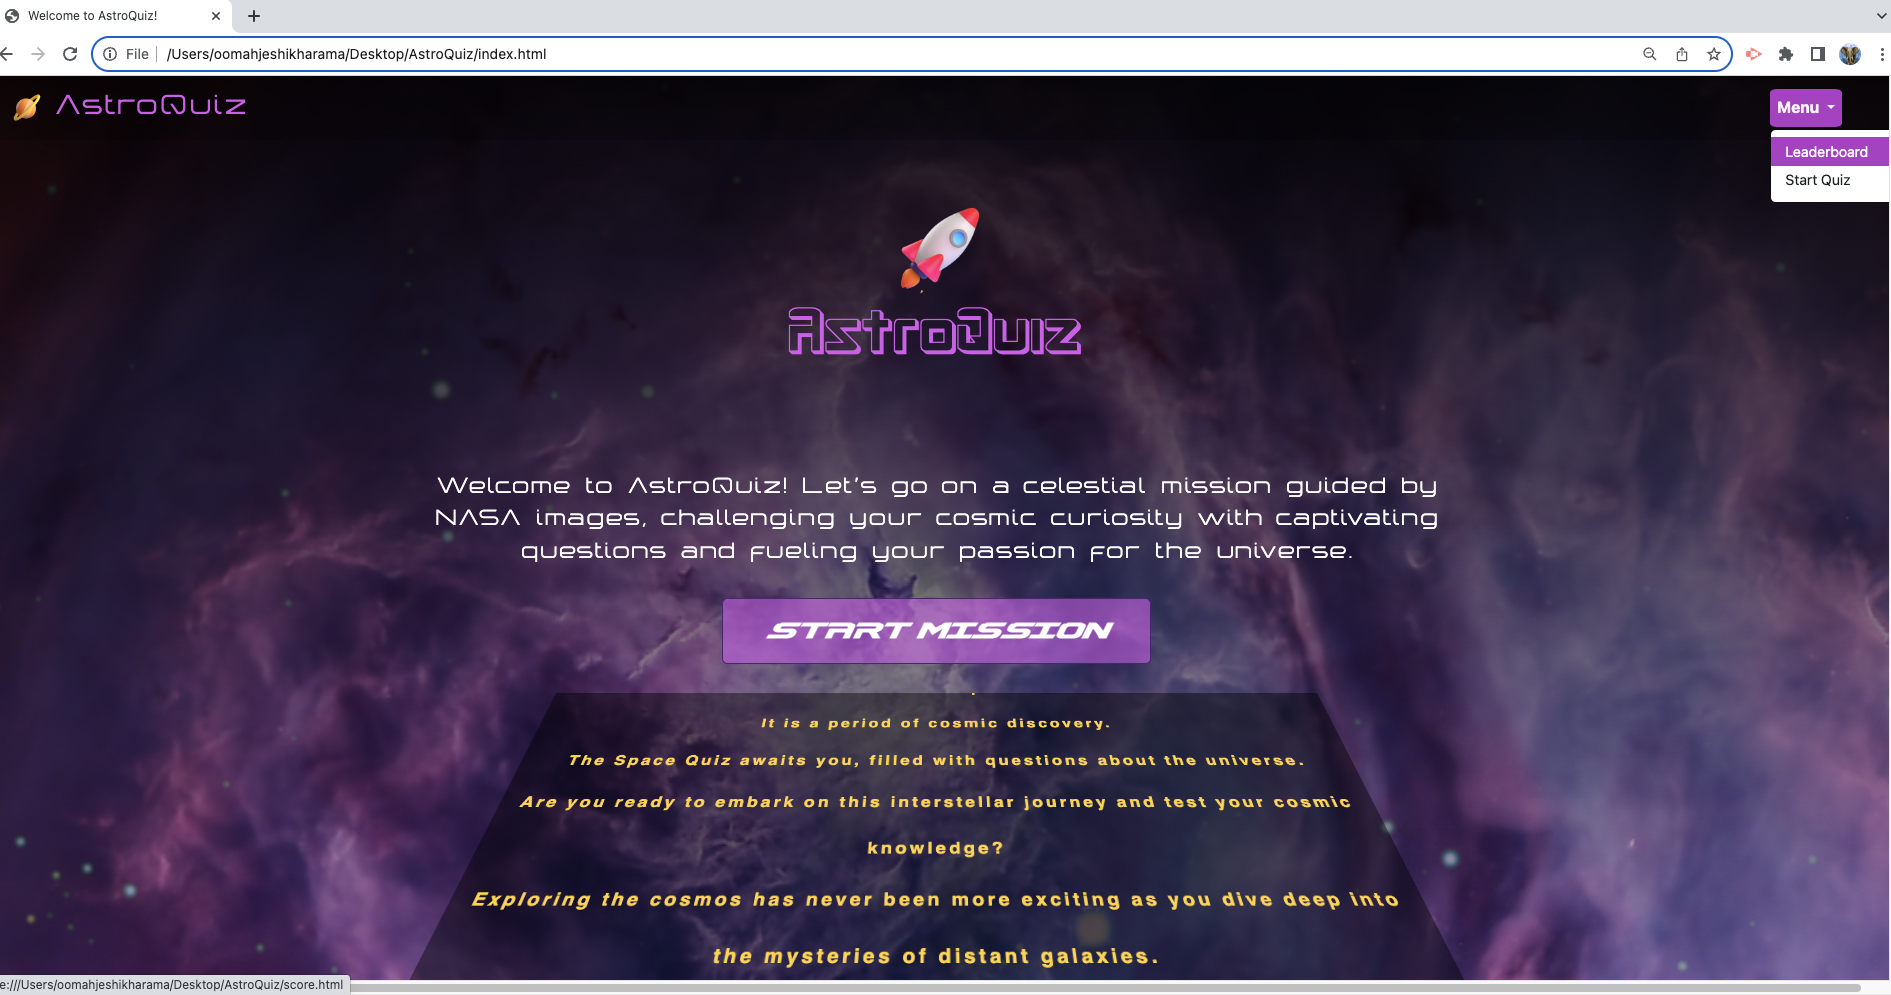 Welcome to AstroQuiz!
File /Users/oomahjeshikharama/Desktop/AstroQuiz/index.html
AstroQuiz
Menu
Leaderboard
Start Quiz
AstroQuiz
Welcome to AstroQuiz! Let's go on a celestial mission guided by
NASA images, challenging your cosmic curiosity with captivating
questions and fueling your passion for the universe.
START MISSION
It is a period of cosmic discovery.
The Space Quiz awaits you, filled with questions about the universe.
Are you ready to embark on this interstellar journey and test your cosmic
knowledge?
Exploring the cosmos has never been more exciting as you dive deep into
the mysteries of distant galaxies.
e:///Users/oomahjeshikharama/Desktop/AstroQuiz/score.html